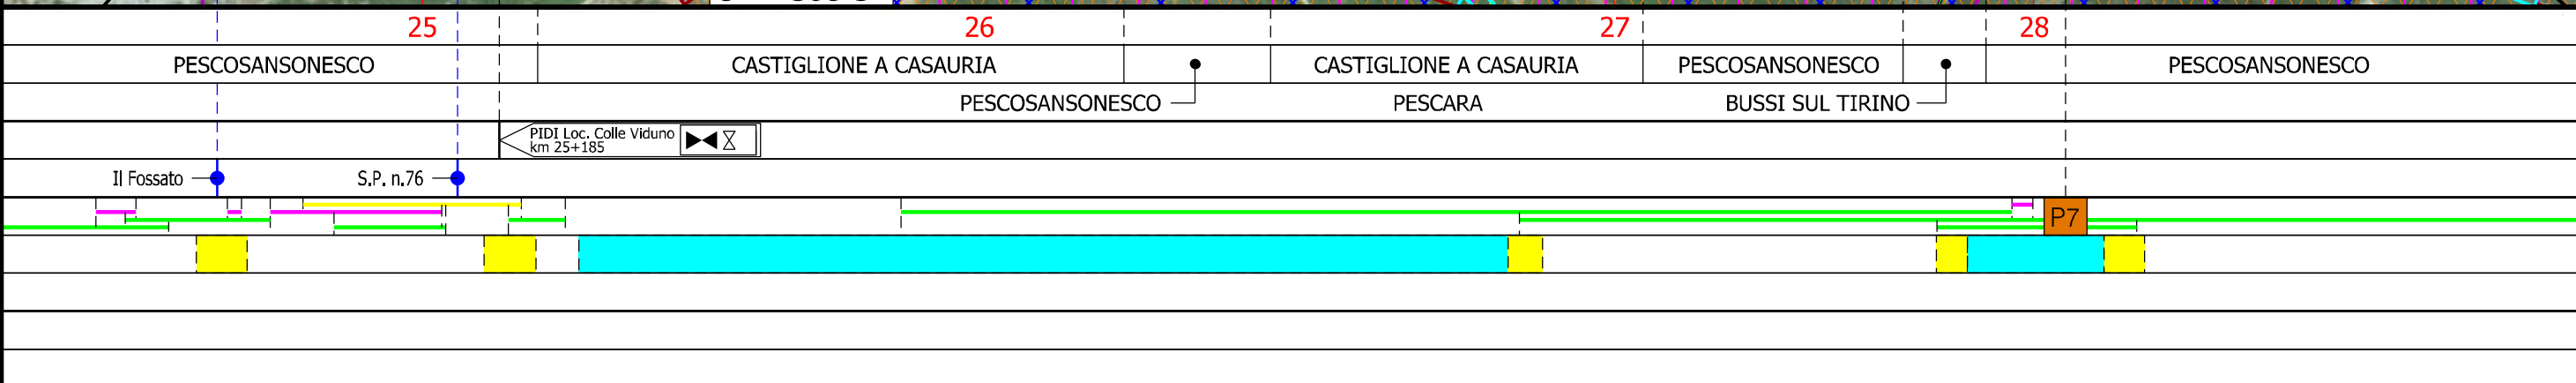 25 26 27 28
PESCOSANSONESCO CASTIGLIONE A CASAURIA CASTIGLIONE A CASAURIA PESCOSANSONESCO PESCOSANSONESCO
PESCOSANSONESCO PESCARA BUSSI SUL TIRINO
PIDI Loc. Colle Viduno
km 25+185
Il Fossato S.P. n.76
P7